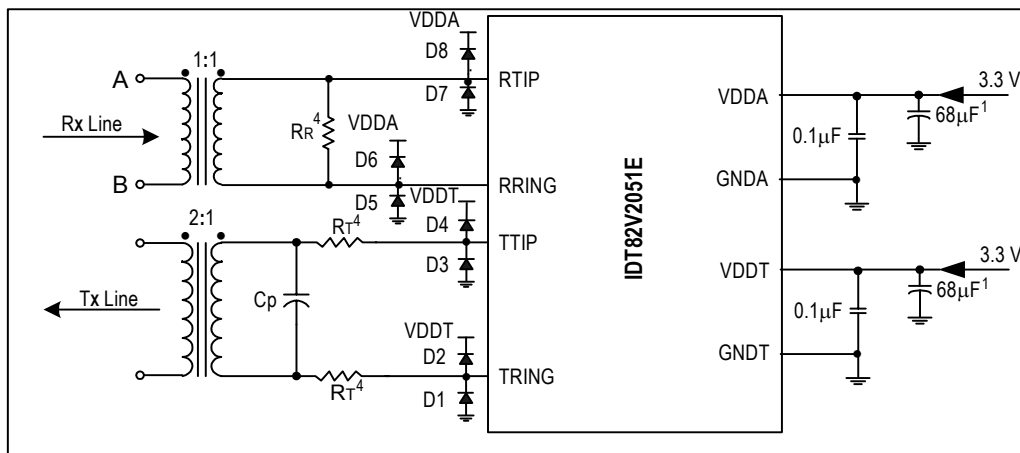 VDDA
D8
1:1
A
RTIP
D7
VDDA
3.3 V
VDDA
68μF1
Rx Line
RR4
D6
0.1μF
B
RRING
GNDA
D5
VDDT
2:1
D4
RT4
TTIP
D3
IDT82V2051E
VDDT
3.3 V
68μF1
Tx Line
Cp
0.1μF
VDDT
D2
GNDT
TRING
RT4
D1